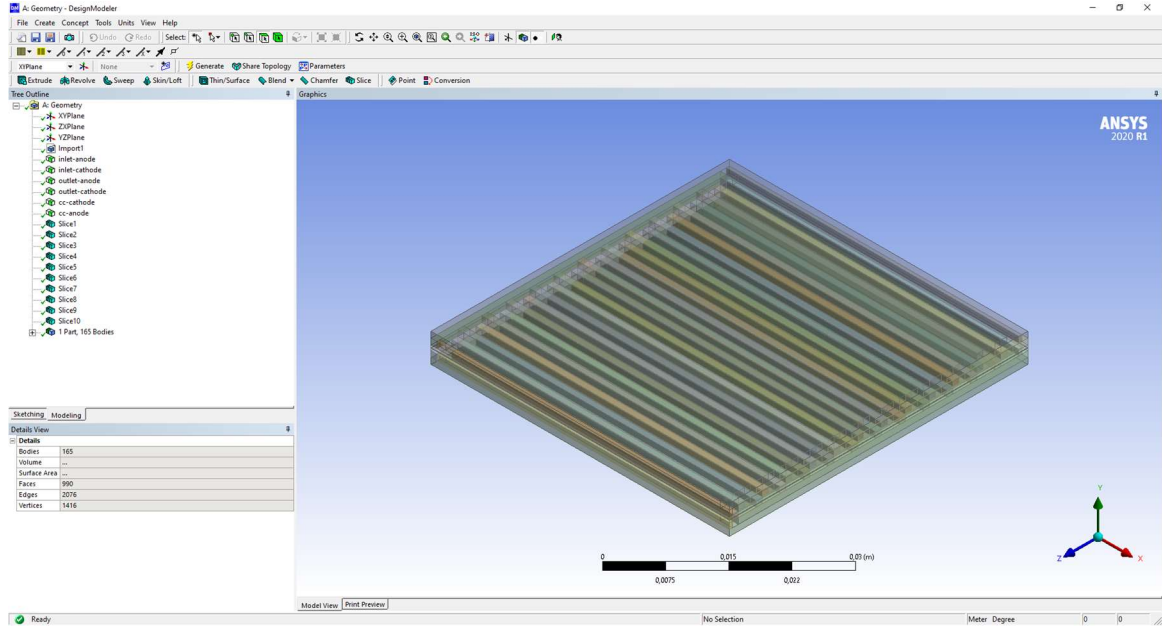 A: Geometry - DesignModeler
File Create Concept Tools Units View Help
Undo Redo Select:
XYPlane None Generate Share Topology Parameters
Extrude Revolve Sweep Skin/Loft Thin/Surface Blend Chamfer Slice Point Conversion
Tree Outline
A: Geometry
XYPlane
ZXPlane
YZPlane
Import1
inlet-anode
inlet-cathode
outlet-anode
outlet-cathode
cc-cathode
cc-anode
Slice1
Slice2
Slice3
Slice4
Slice5
Slice6
Slice7
Slice8
Slice9
Slice10
1 Part, 165 Bodies
Sketching Modeling
Details View
Details
Bodies 165
Volume ...
Surface Area ...
Faces 990
Edges 2076
Vertices 1416
Graphics
ANSYS
2020 R1
Y
Z X
0 0,015 0,03 (m)
0,0075 0,022
Model View Print Preview
Ready No Selection Meter Degree 0 0